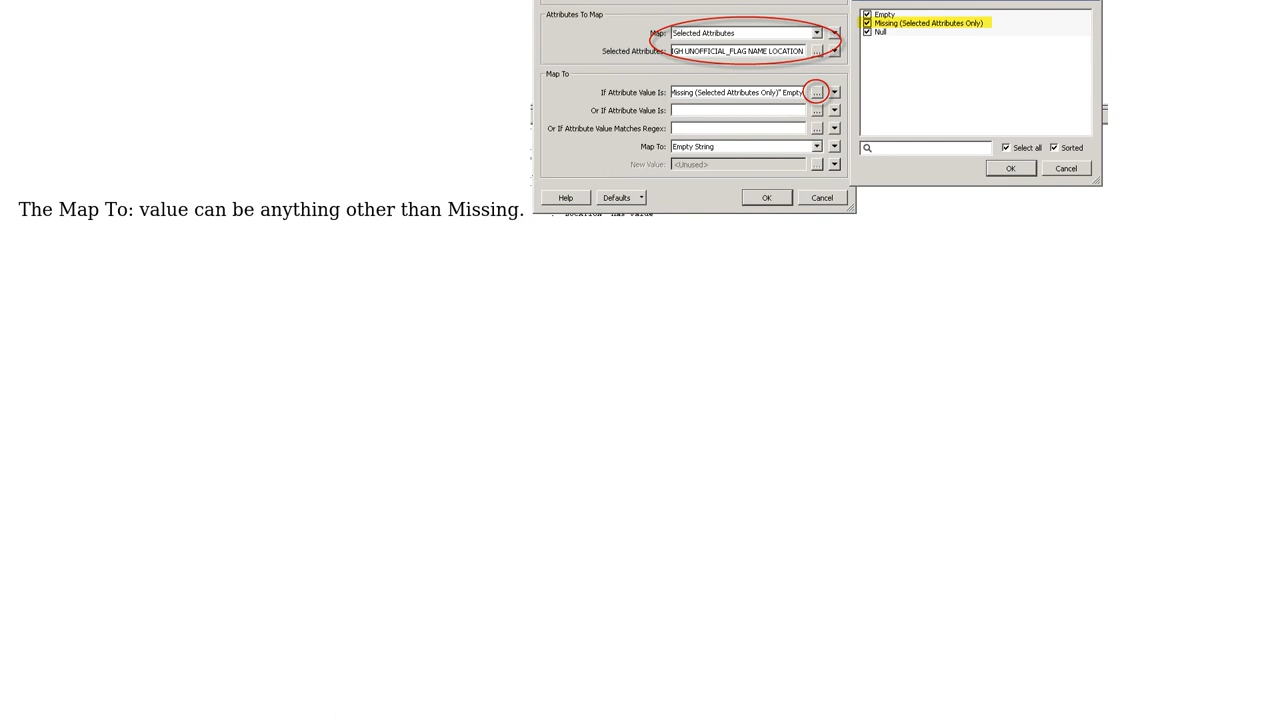 Attributes To Map
Map: Selected Attributes
Selected Attributes: IGH UNOFFICIAL_FLAG NAME LOCATION ...
Map To
If Attribute Value Is: Missing (Selected Attributes Only)" Empty ...
Or If Attribute Value Is: ...
Or If Attribute Value Matches Regex: ...
Map To: Empty String
New Value: <Unused> ...
Help Defaults OK Cancel
Empty
Missing (Selected Attributes Only)
Null
Select all Sorted
OK Cancel
The Map To: value can be anything other than Missing.